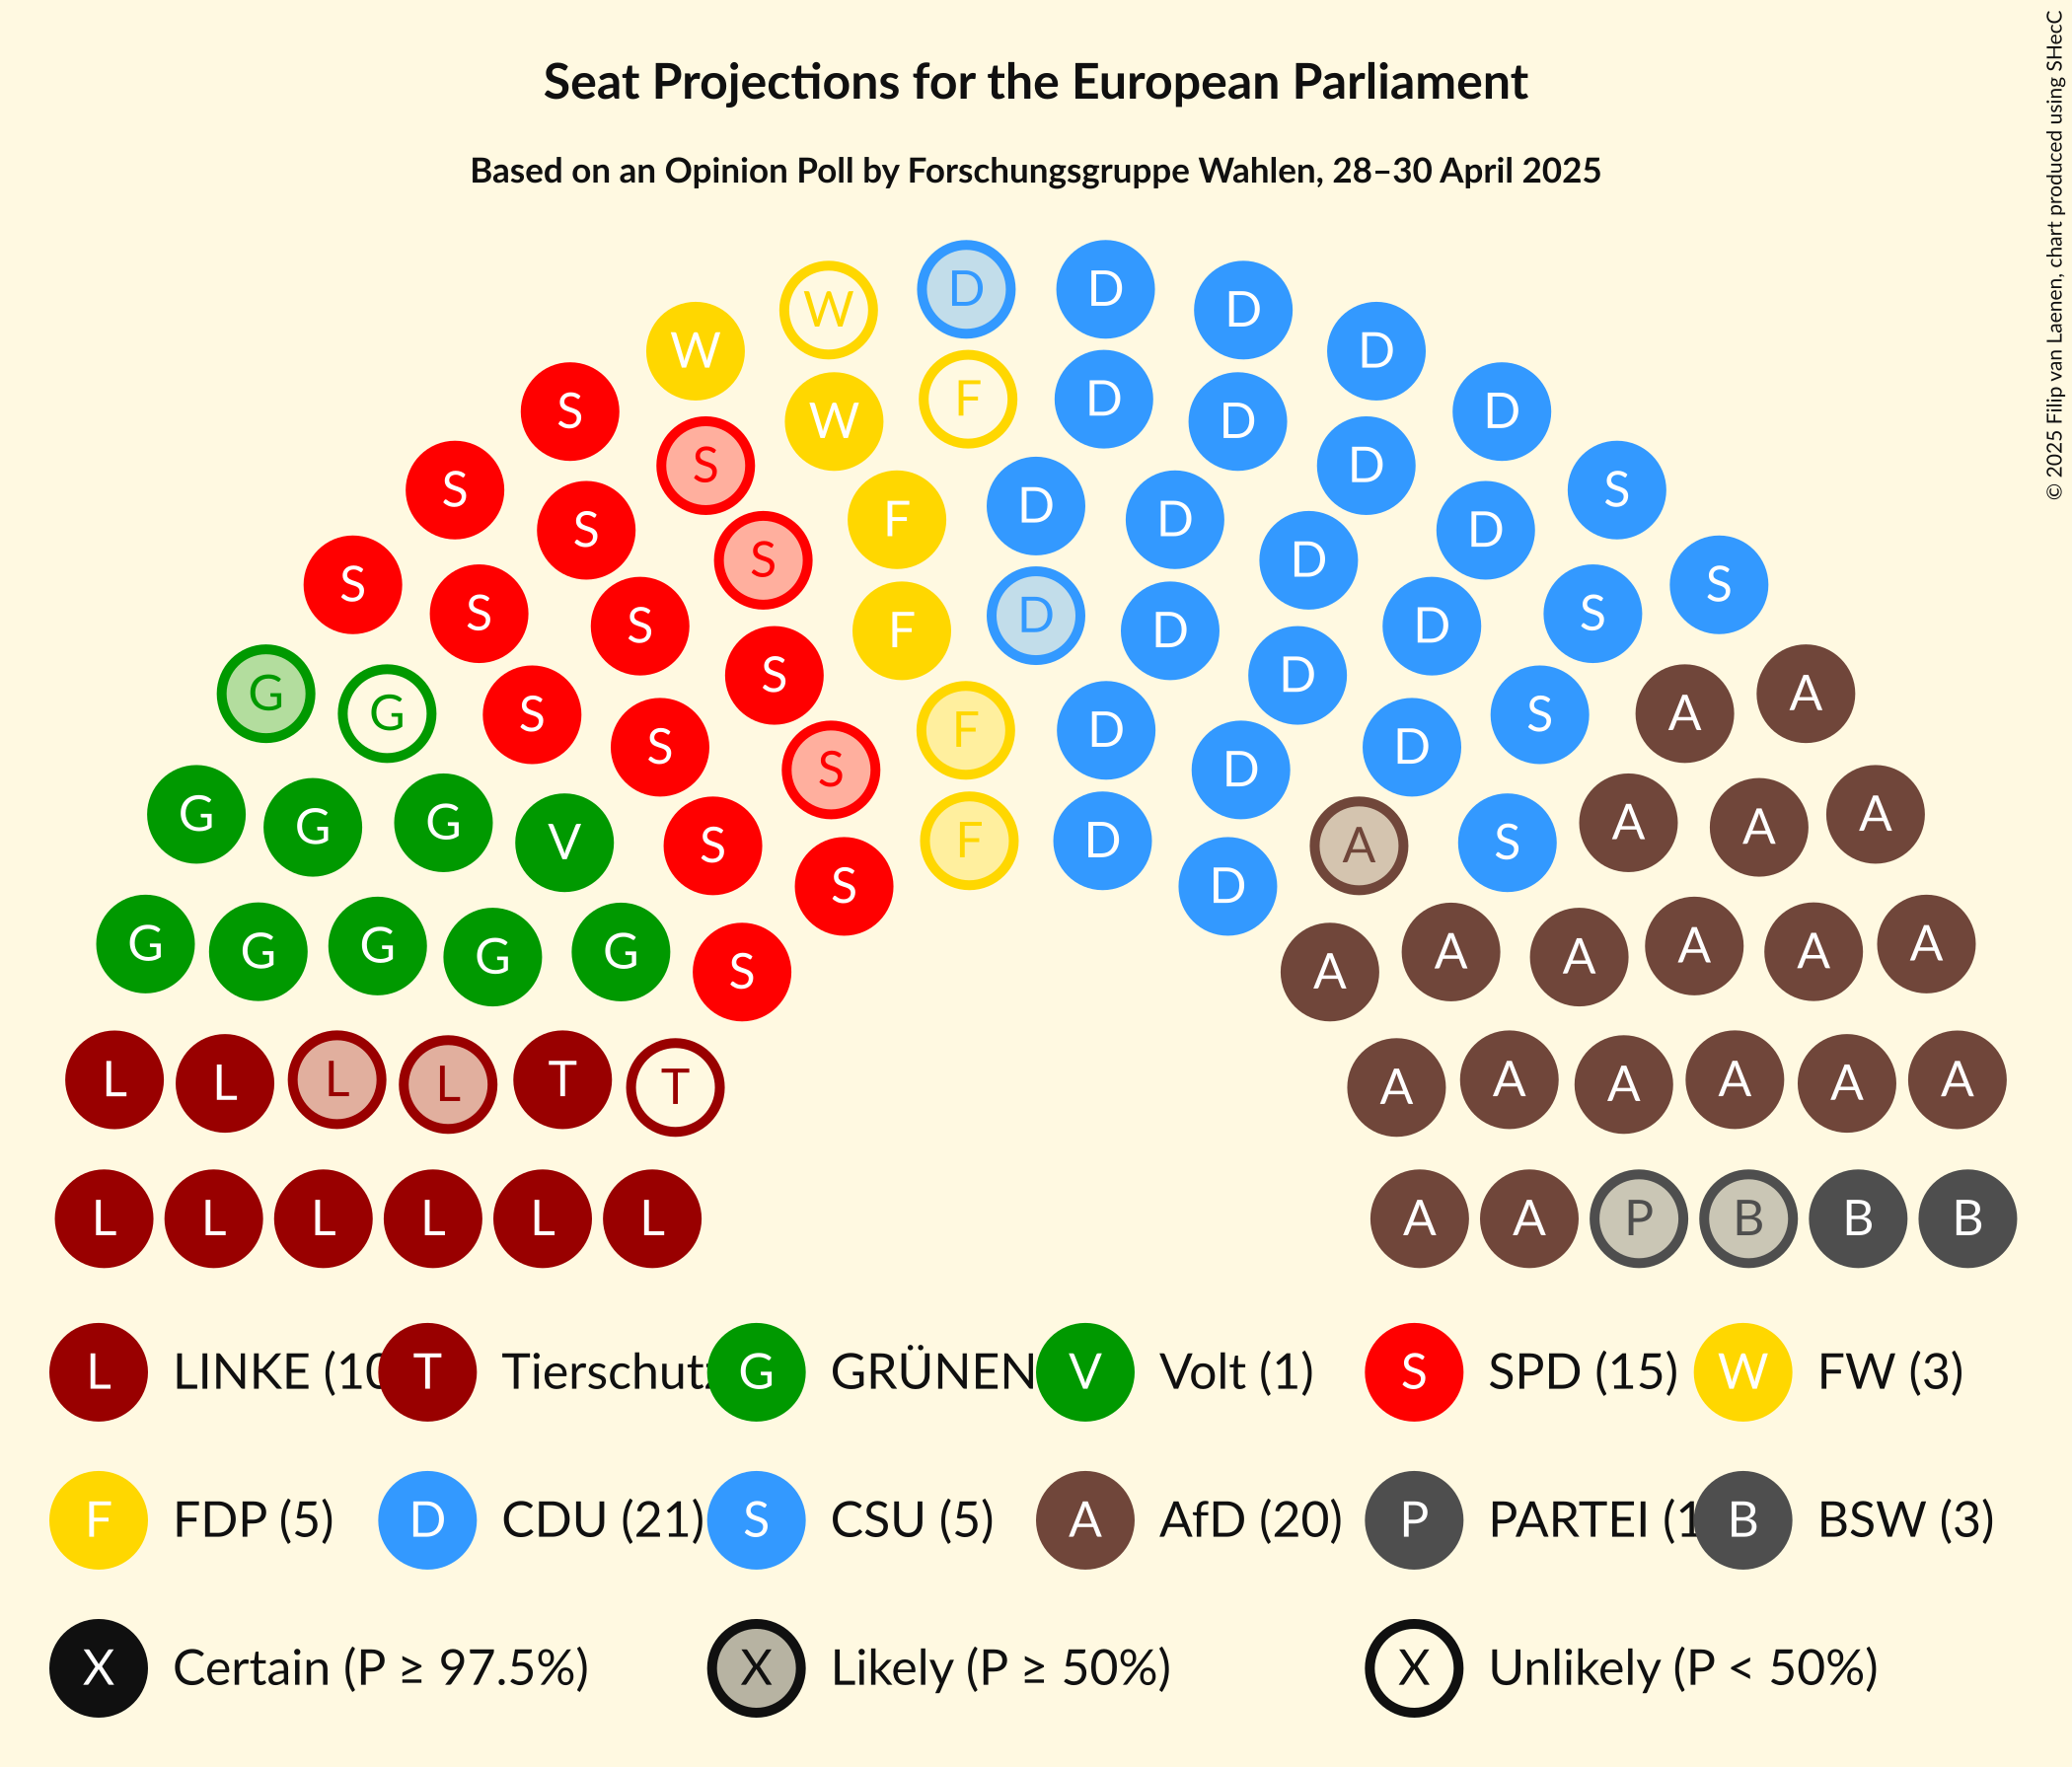 Seat Projections for the European Parliament
Based on an Opinion Poll by Forschungsgruppe Wahlen, 28–30 April 2025
© 2025 Filip van Laenen, chart produced using SHecC
W W D D D D
S W F D D D
S S S F D D D D S
S S S S F D D D D S S
G G S S S S F D D D D S A A
G G G V S S F D D A S A A A
G G G G G S A A A A A A
L L L L T T A A A A A A
L L L L L L A A P B B B
L LINKE (10 T Tierschutz G GRÜNEN V Volt (1) S SPD (15) W FW (3)
F FDP (5) D CDU (21) S CSU (5) A AfD (20) P PARTEI (1 B BSW (3)
X Certain (P ≥ 97.5%) X Likely (P ≥ 50%) X Unlikely (P < 50%)